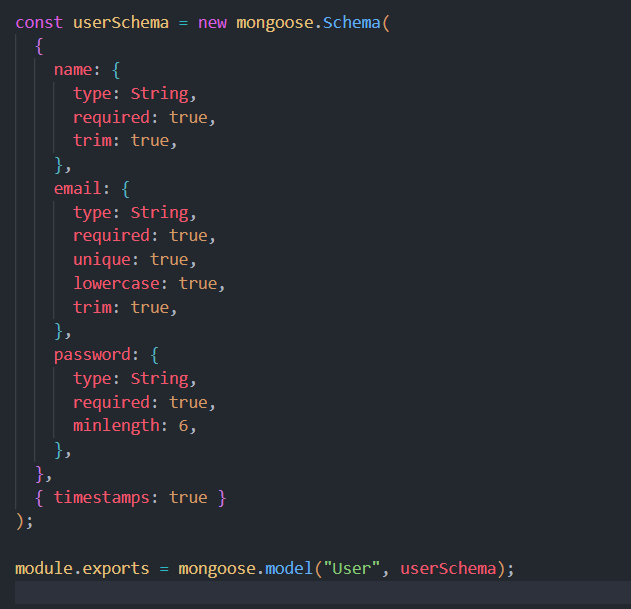 const userSchema = new mongoose.Schema(
  {
    name: {
      type: String,
      required: true,
      trim: true,
    },
    email: {
      type: String,
      required: true,
      unique: true,
      lowercase: true,
      trim: true,
    },
    password: {
      type: String,
      required: true,
      minlength: 6,
    },
  },
  { timestamps: true }
);

module.exports = mongoose.model("User", userSchema);